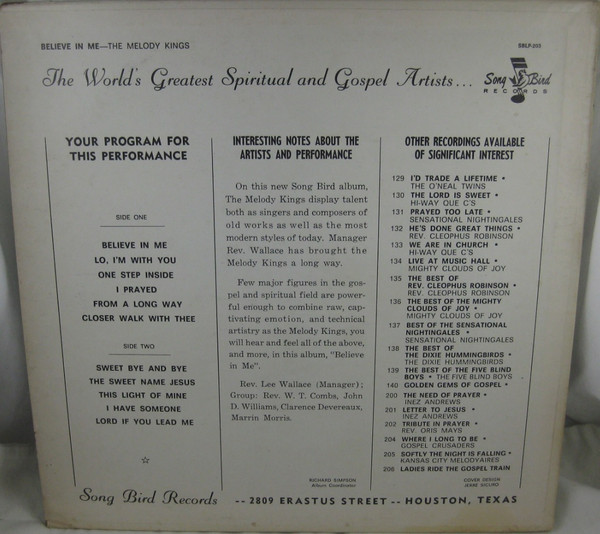 BELIEVE IN ME—THE MELODY KINGS
SBLP-205
The World's Greatest Spiritual and Gospel Artists...
Song Bird
RECORDS
YOUR PROGRAM FOR
THIS PERFORMANCE
SIDE ONE
BELIEVE IN ME
LO, I'M WITH YOU
ONE STEP INSIDE
I PRAYED
FROM A LONG WAY
CLOSER WALK WITH THEE
SIDE TWO
SWEET BYE AND BYE
THE SWEET NAME JESUS
THIS LIGHT OF MINE
I HAVE SOMEONE
LORD IF YOU LEAD ME
INTERESTING NOTES ABOUT THE
ARTISTS AND PERFORMANCE
On this new Song Bird album,
The Melody Kings display talent
both as singers and composers of
old works as well as the most
modern styles of today. Manager
Rev. Wallace has brought the
Melody Kings a long way.
Few major figures in the gos-
pel and spiritual field are power-
ful enough to combine raw, cap-
tivating emotion, and technical
artistry as the Melody Kings, you
will hear and feel all of the above,
and more, in this album, "Believe
in Me".
Rev. Lee Wallace (Manager);
Group: Rev. W. T. Combs, John
D. Williams, Clarence Devereaux,
Marrin Morris.
RICHARD SIMPSON
Album Coordinator
OTHER RECORDINGS AVAILABLE
OF SIGNIFICANT INTEREST
129 I'D TRADE A LIFETIME •
THE O'NEAL TWINS
130 THE LORD IS SWEET •
HI-WAY QUE C'S
131 PRAYED TOO LATE •
SENSATIONAL NIGHTINGALES
132 HE'S DONE GREAT THINGS •
REV. CLEOPHUS ROBINSON
133 WE ARE IN CHURCH •
HI-WAY QUE C'S
134 LIVE AT MUSIC HALL •
MIGHTY CLOUDS OF JOY
135 THE BEST OF
REV. CLEOPHUS ROBINSON •
REV. CLEOPHUS ROBINSON
136 THE BEST OF THE MIGHTY
CLOUDS OF JOY •
MIGHTY CLOUDS OF JOY
137 BEST OF THE SENSATIONAL
NIGHTINGALES •
SENSATIONAL NIGHTINGALES
138 THE BEST OF
THE DIXIE HUMMINGBIRDS •
THE DIXIE HUMMINGBIRDS
139 THE BEST OF THE FIVE BLIND
BOYS • THE FIVE BLIND BOYS
140 GOLDEN GEMS OF GOSPEL •
200 THE NEED OF PRAYER •
INEZ ANDREWS
201 LETTER TO JESUS •
INEZ ANDREWS
202 TRIBUTE IN PRAYER •
REV. ORIS MAYS
204 WHERE I LONG TO BE •
GOSPEL CRUSADERS
205 SOFTLY THE NIGHT IS FALLING •
KANSAS CITY MELODYAIRES
206 LADIES RIDE THE GOSPEL TRAIN
COVER DESIGN
Song Bird Records -- 2809 ERASTUS STREET -- HOUSTON, TEXAS